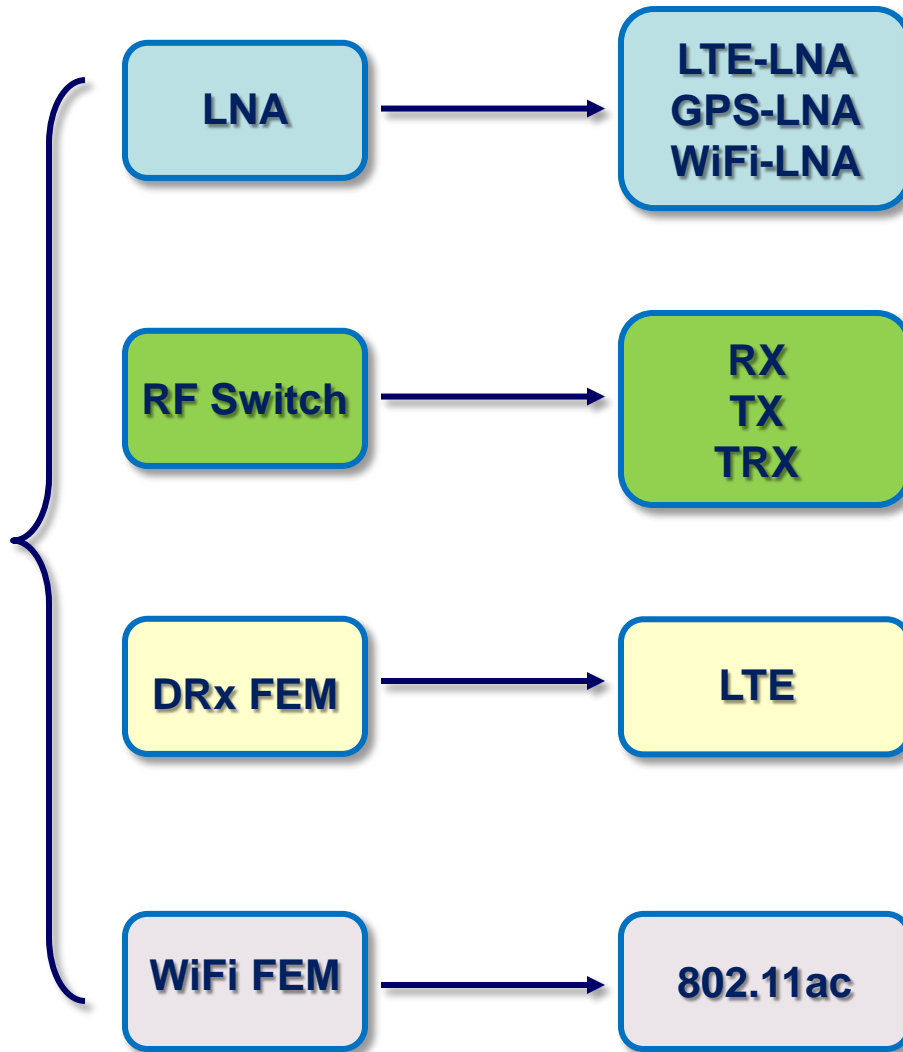 LNA
LTE-LNA
GPS-LNA
WiFi-LNA
RF Switch
RX
TX
TRX
DRx FEM
LTE
WiFi FEM
802.11ac